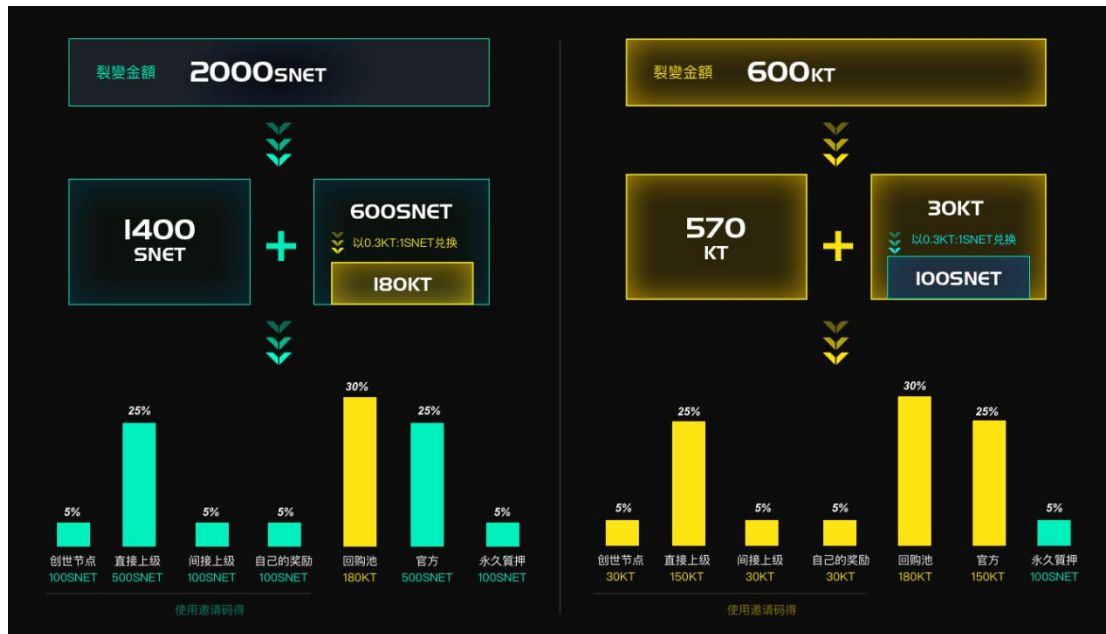 裂變金額 2000SNET
1400
SNET
+
600SNET
以0.3KT:1SNET兑换
180KT
5%
25%
5%
5%
30%
25%
5%
创世节点
直接上级
间接上级
自己的奖励
回购池
官方
永久質押
100SNET
500SNET
100SNET
100SNET
180KT
500SNET
100SNET
使用邀请码得
裂變金額 600KT
570
KT
+
30KT
以0.3KT:1SNET兑换
100SNET
5%
25%
5%
5%
30%
25%
5%
创世节点
直接上级
间接上级
自己的奖励
回购池
官方
永久質押
30KT
150KT
30KT
30KT
180KT
150KT
100SNET
使用邀请码得